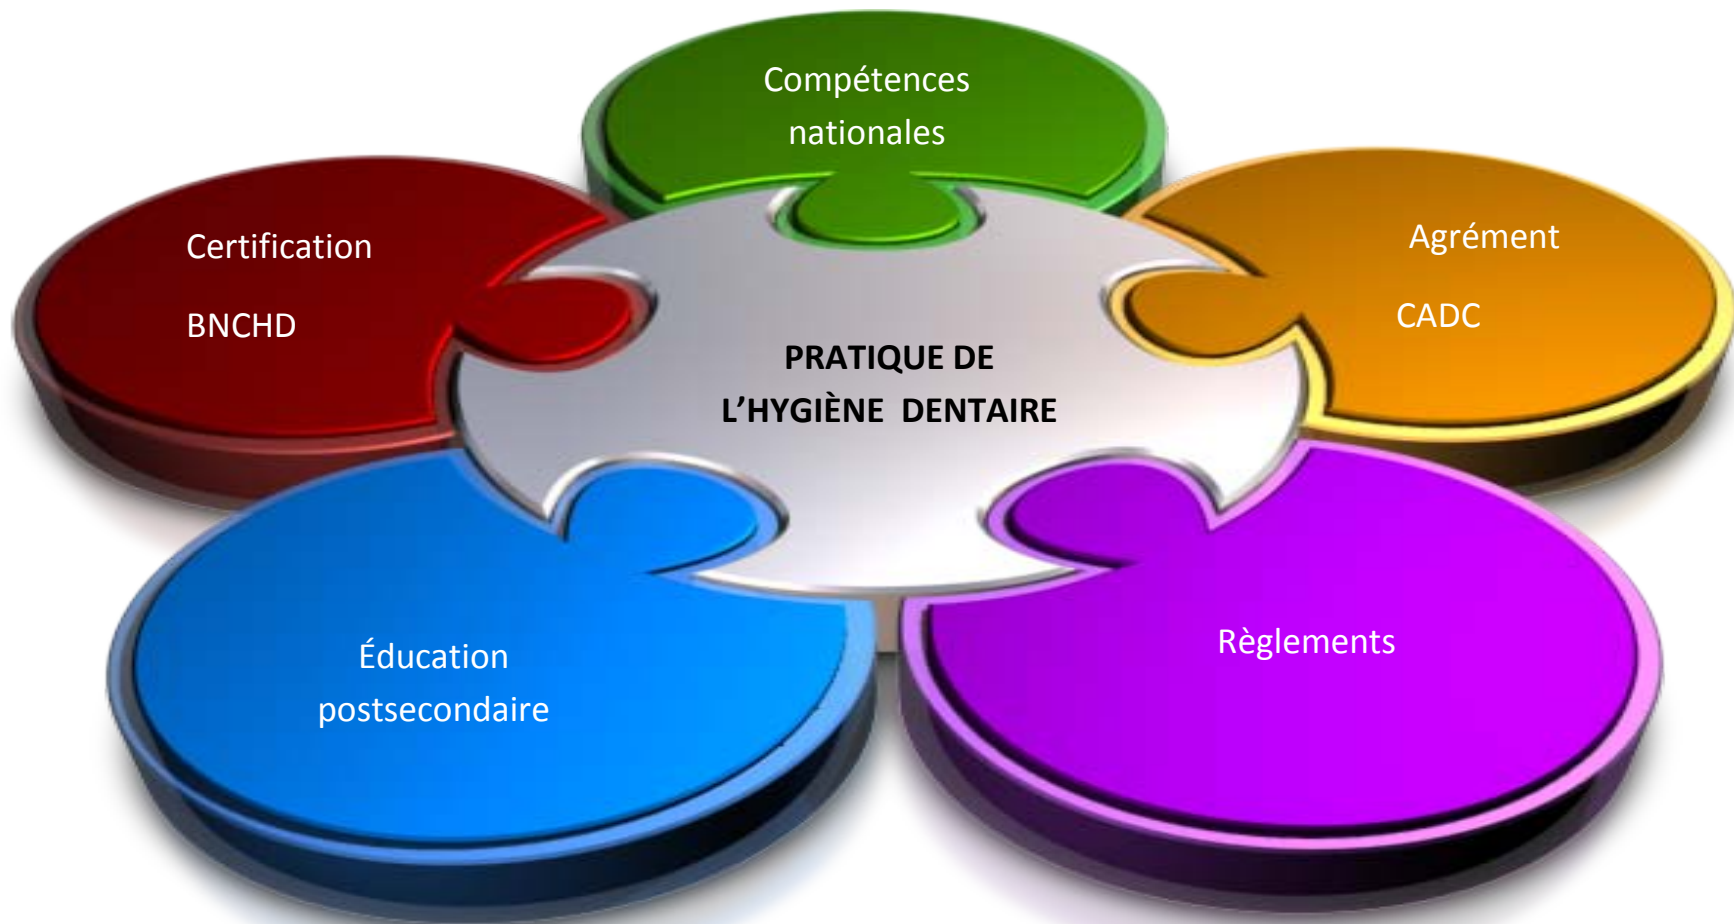 Compétences
nationales
Certification
BNCHD
Agrément
CADC
PRATIQUE DE
L’HYGIÈNE  DENTAIRE
Éducation
postsecondaire
Règlements